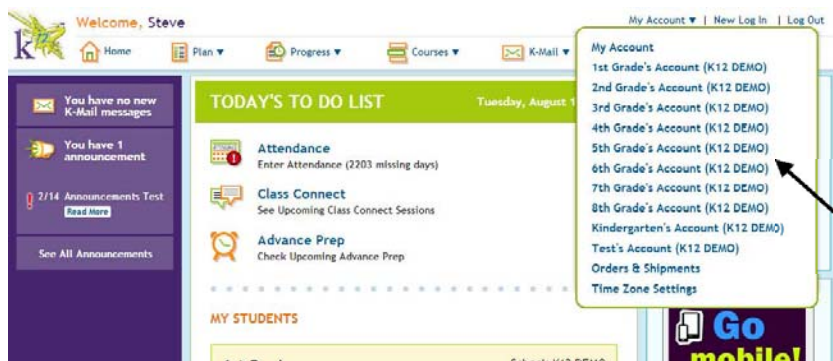 Welcome, Steve
My Account ▼ | New Log In | Log Out
k12
Home Plan ▼ Progress ▼ Courses ▼ K-Mail ▼
My Account
1st Grade's Account (K12 DEMO)
2nd Grade's Account (K12 DEMO)
3rd Grade's Account (K12 DEMO)
4th Grade's Account (K12 DEMO)
5th Grade's Account (K12 DEMO)
6th Grade's Account (K12 DEMO)
7th Grade's Account (K12 DEMO)
8th Grade's Account (K12 DEMO)
Kindergarten's Account (K12 DEMO)
Test's Account (K12 DEMO)
Orders & Shipments
Time Zone Settings
You have no new
K-Mail messages
You have 1
announcement
2/14 Announcements Test
Read More
See All Announcements
TODAY'S TO DO LIST
Tuesday, August 1
Attendance
Enter Attendance (2203 missing days)
Class Connect
See Upcoming Class Connect Sessions
Advance Prep
Check Upcoming Advance Prep
MY STUDENTS
Go
mobile!